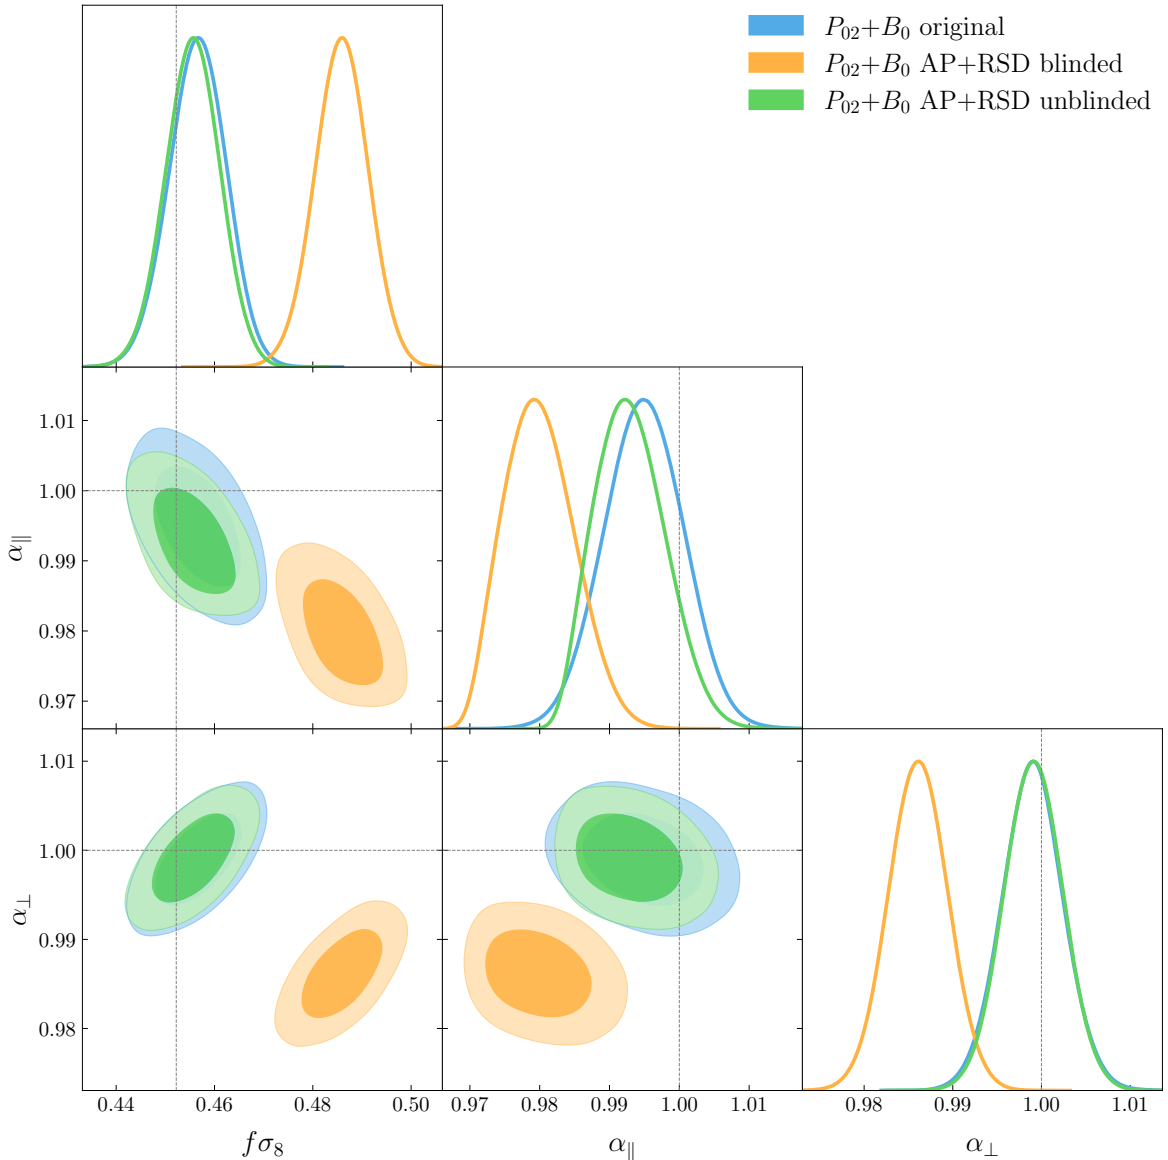 P₀₂+B₀ original
P₀₂+B₀ AP+RSD blinded
P₀₂+B₀ AP+RSD unblinded
1.01
1.00
0.99
0.98
0.97
α∥
1.01
1.00
0.99
0.98
α⊥
0.44 0.46 0.48 0.50
0.97 0.98 0.99 1.00 1.01
0.98 0.99 1.00 1.01
fσ₈
α∥
α⊥